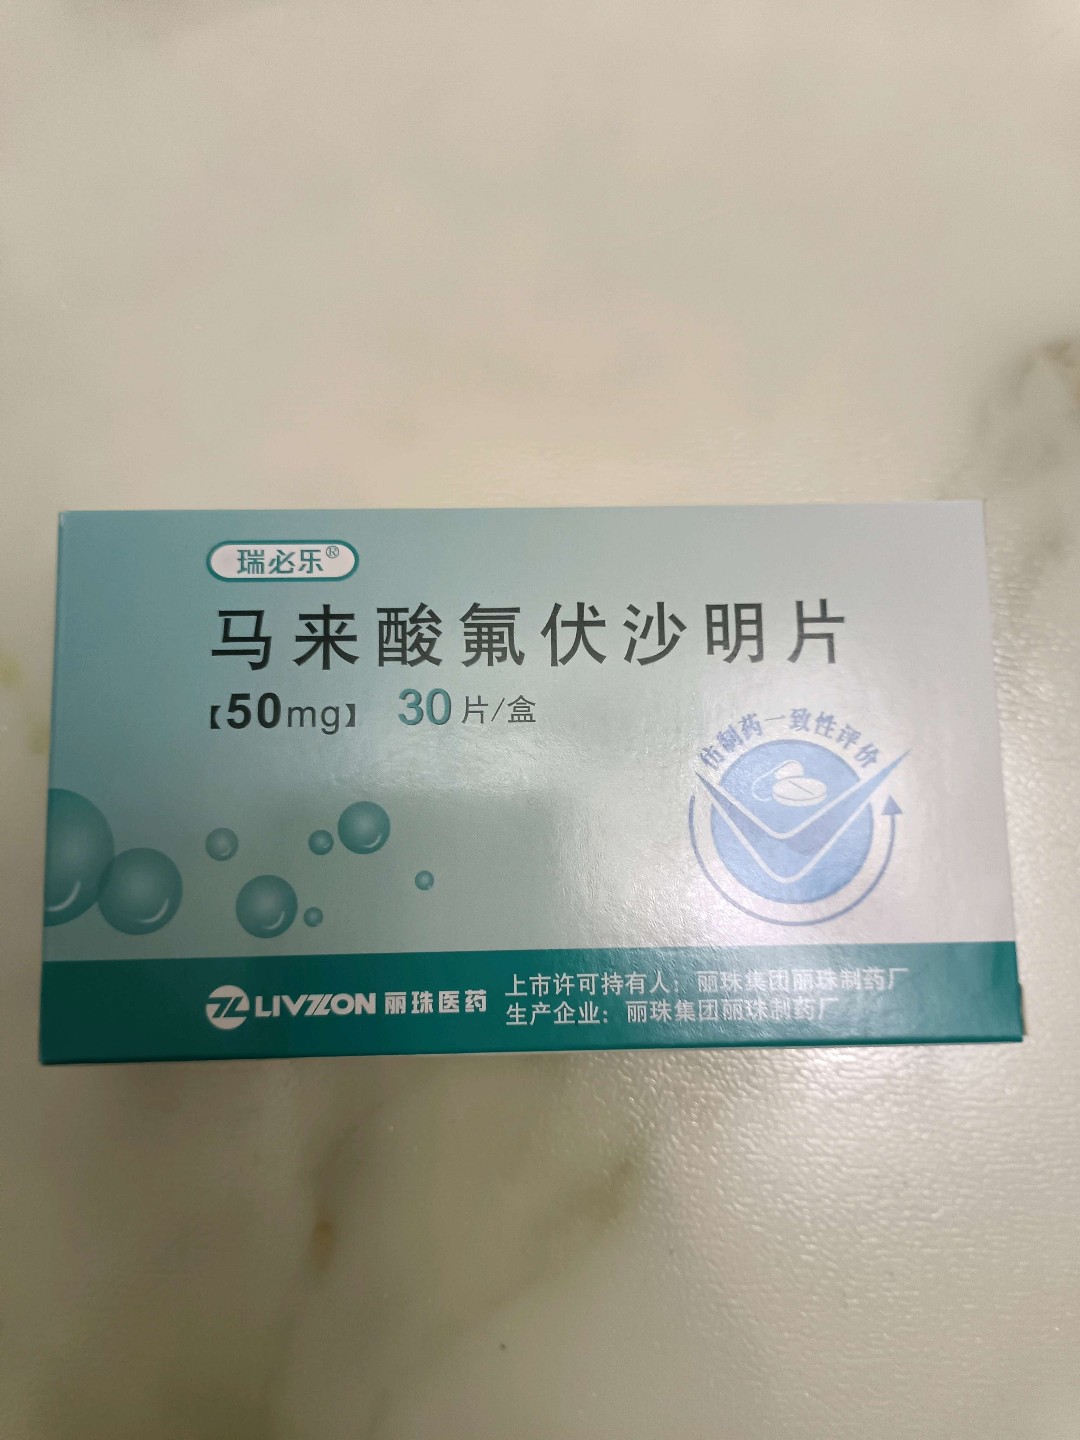 瑞必乐®
马来酸氟伏沙明片
【50mg】 30片/盒
仿制药一致性评价
LIVZON 丽珠医药
上市许可持有人：丽珠集团丽珠制药厂
生产企业：丽珠集团丽珠制药厂